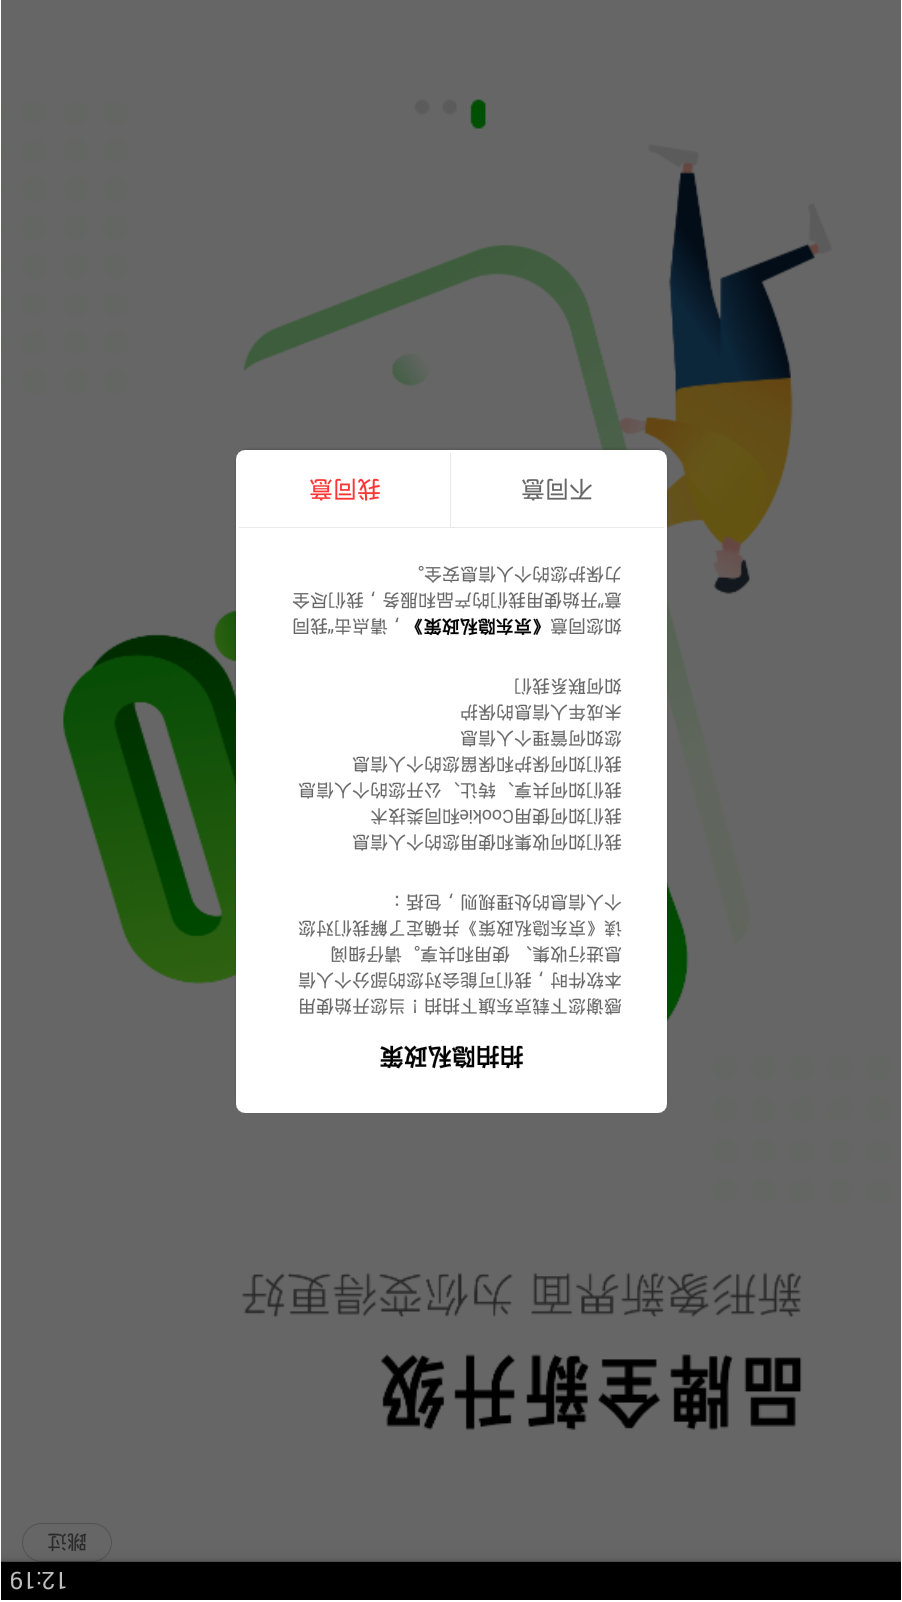 12:19
跳过
品牌全新升级
新形象新界面 为你变得更好
拍拍隐私政策
感谢您下载京东旗下拍拍！当您开始使用
本软件时，我们可能会对您的部分个人信
息进行收集、使用和共享。请仔细阅
读《京东隐私政策》并确定了解我们对您
个人信息的处理规则，包括：
我们如何收集和使用您的个人信息
我们如何使用Cookie和同类技术
我们如何共享、转让、公开您的个人信息
我们如何保护和保留您的个人信息
您如何管理个人信息
未成年人信息的保护
如何联系我们
如您同意《京东隐私政策》，请点击“我同
意”开始使用我们的产品和服务，我们尽全
力保护您的个人信息安全。
不同意
我同意